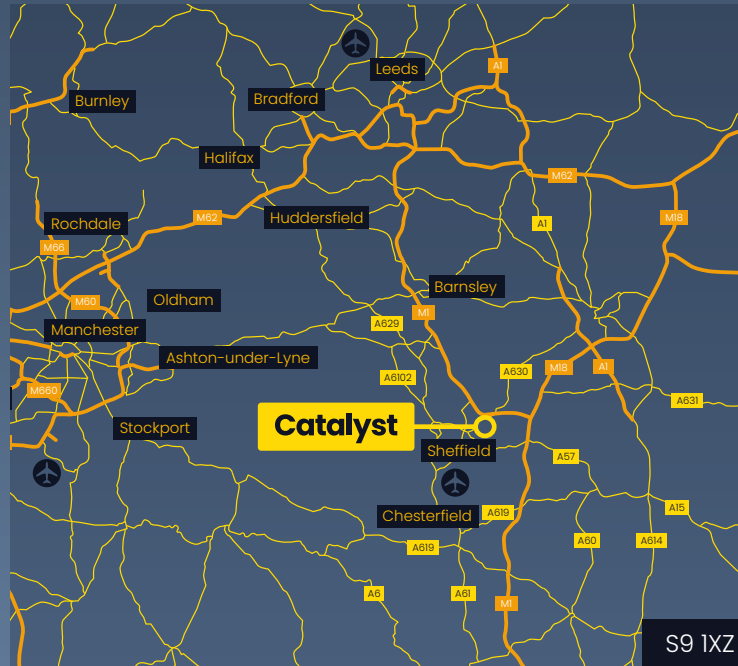 Leeds
A1
Burnley
Bradford
Halifax
M62
Rochdale
M62
Huddersfield
M18
A1
M66
Barnsley
M60
Oldham
M1
A629
Manchester
Ashton-under-Lyne
A630
M18
A1
A6102
M660
A631
Catalyst
Stockport
Sheffield
A57
Chesterfield
A619
A15
A619
A60
A614
A6
A61
M1
S9 1XZ